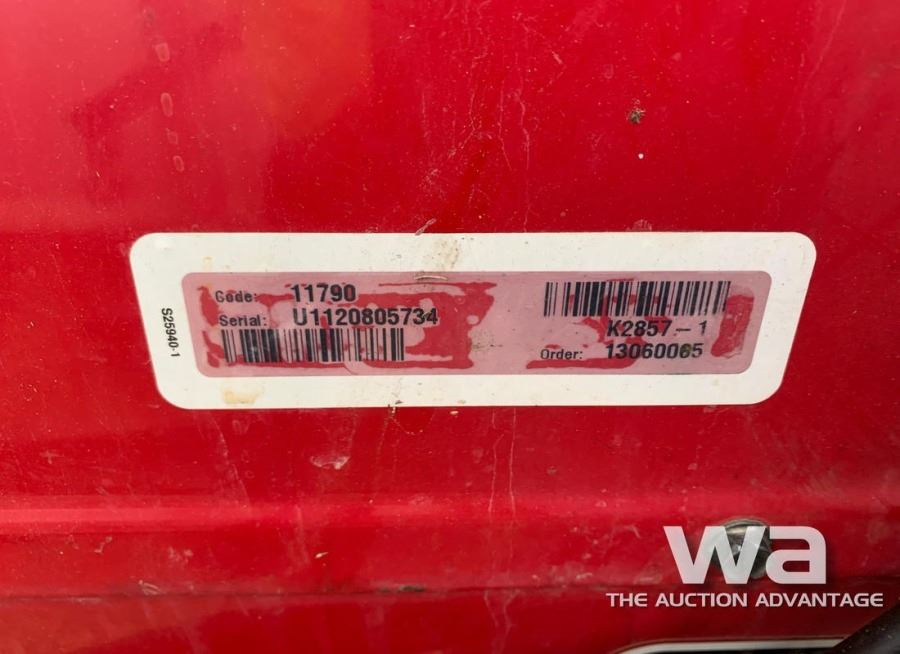 S25940-1
Code: 11790
Serial: U1120805734
K2857-1
Order: 13060065
wa
THE AUCTION ADVANTAGE